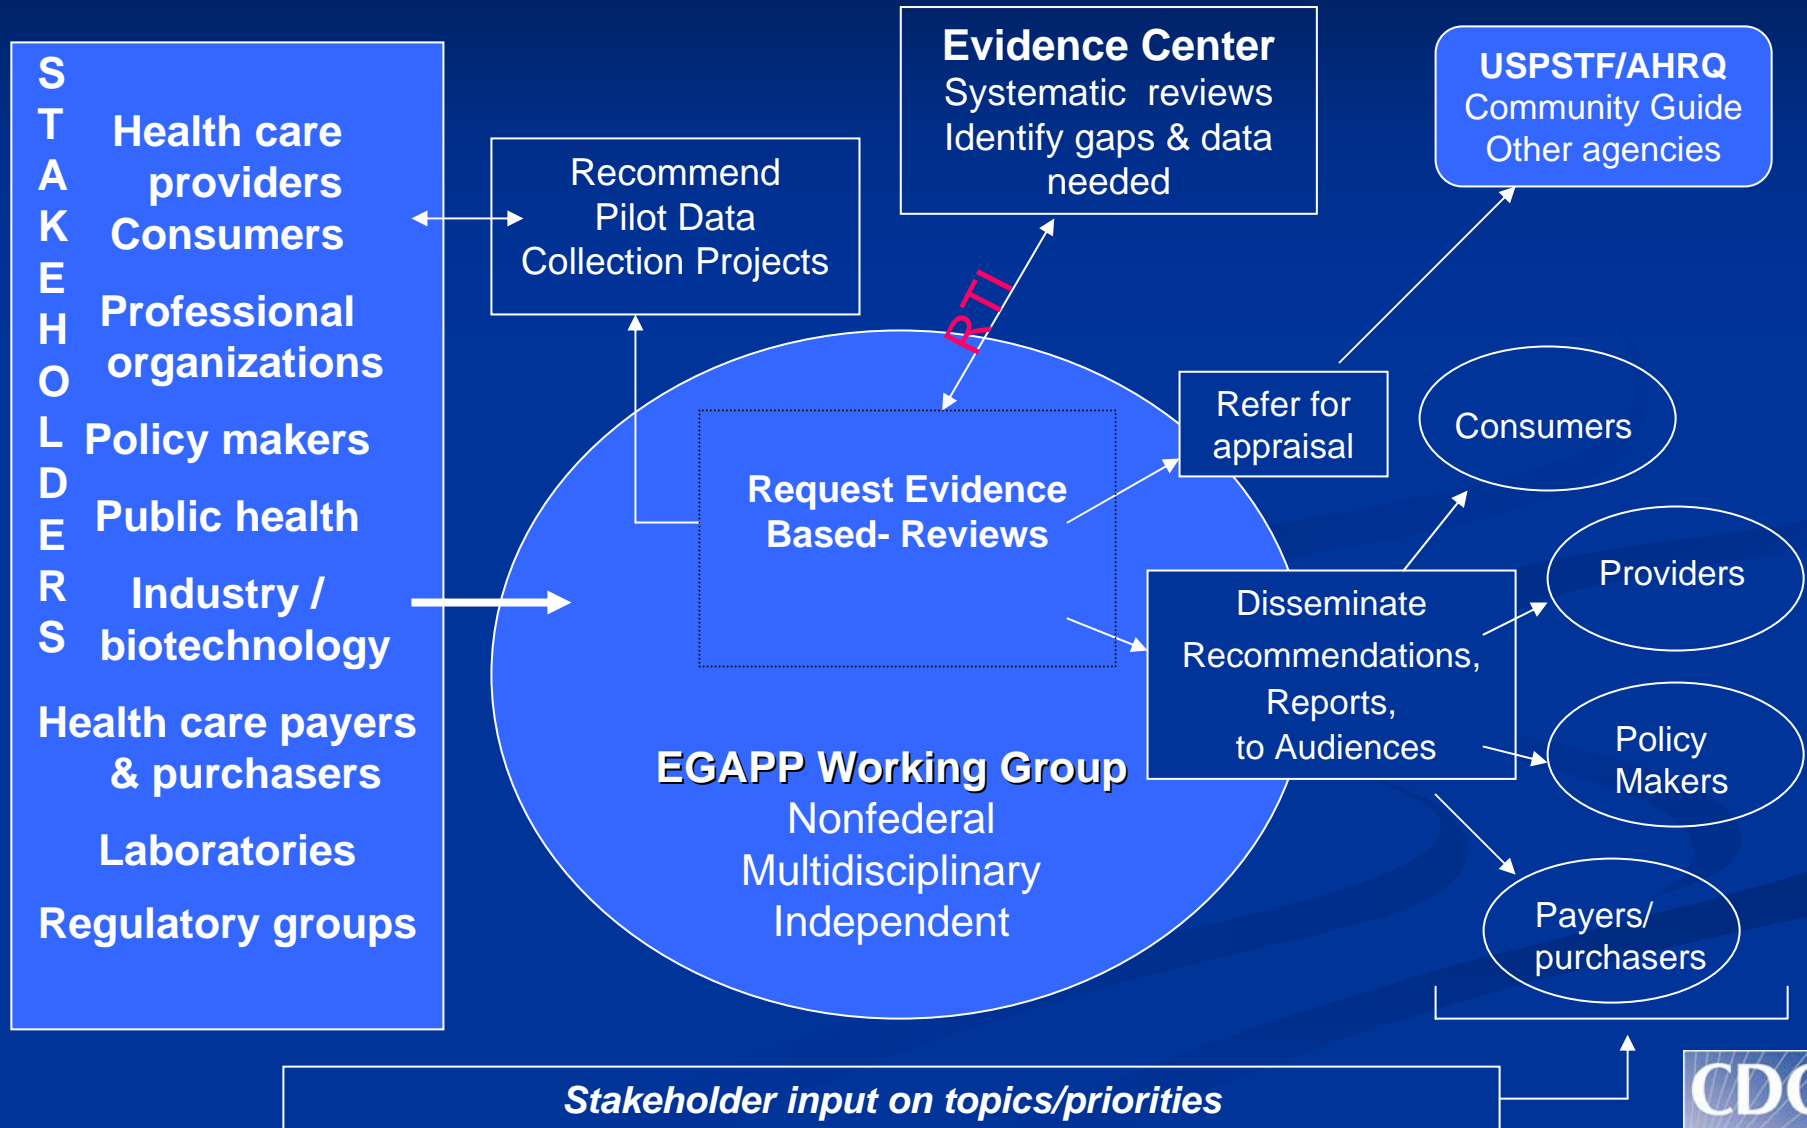 STAKEHOLDERS
Health care
providers
Consumers
Professional
organizations
Policy makers
Public health
Industry /
biotechnology
Health care payers
& purchasers
Laboratories
Regulatory groups
Recommend
Pilot Data
Collection Projects
Evidence Center
Systematic reviews
Identify gaps & data
needed
USPSTF/AHRQ
Community Guide
Other agencies
RTI
Request Evidence
Based- Reviews
EGAPP Working Group
Nonfederal
Multidisciplinary
Independent
Refer for
appraisal
Disseminate
Recommendations,
Reports,
to Audiences
Consumers
Providers
Policy
Makers
Payers/
purchasers
Stakeholder input on topics/priorities
CDC